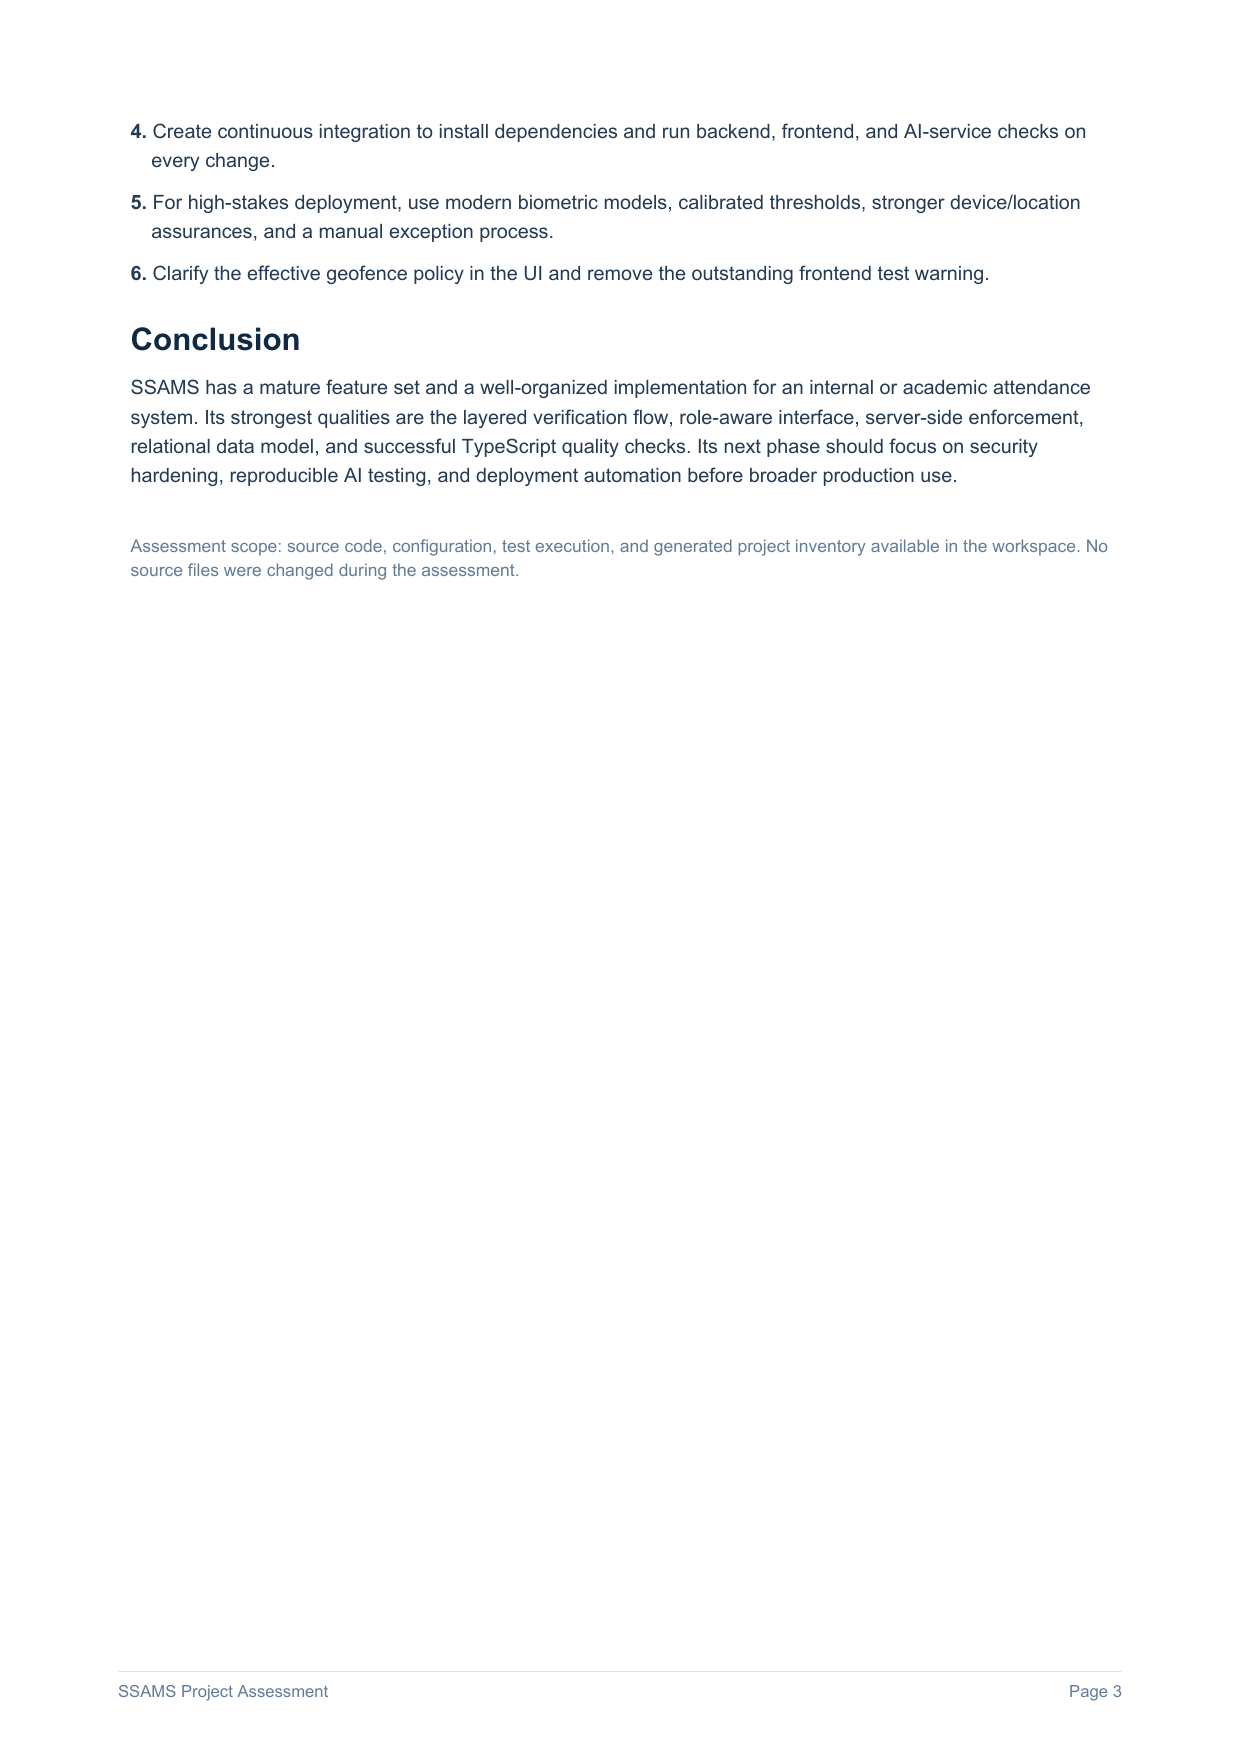 4. Create continuous integration to install dependencies and run backend, frontend, and AI-service checks on
every change.
5. For high-stakes deployment, use modern biometric models, calibrated thresholds, stronger device/location
assurances, and a manual exception process.
6. Clarify the effective geofence policy in the UI and remove the outstanding frontend test warning.
Conclusion
SSAMS has a mature feature set and a well-organized implementation for an internal or academic attendance
system. Its strongest qualities are the layered verification flow, role-aware interface, server-side enforcement,
relational data model, and successful TypeScript quality checks. Its next phase should focus on security
hardening, reproducible AI testing, and deployment automation before broader production use.
Assessment scope: source code, configuration, test execution, and generated project inventory available in the workspace. No
source files were changed during the assessment.
SSAMS Project Assessment
Page 3